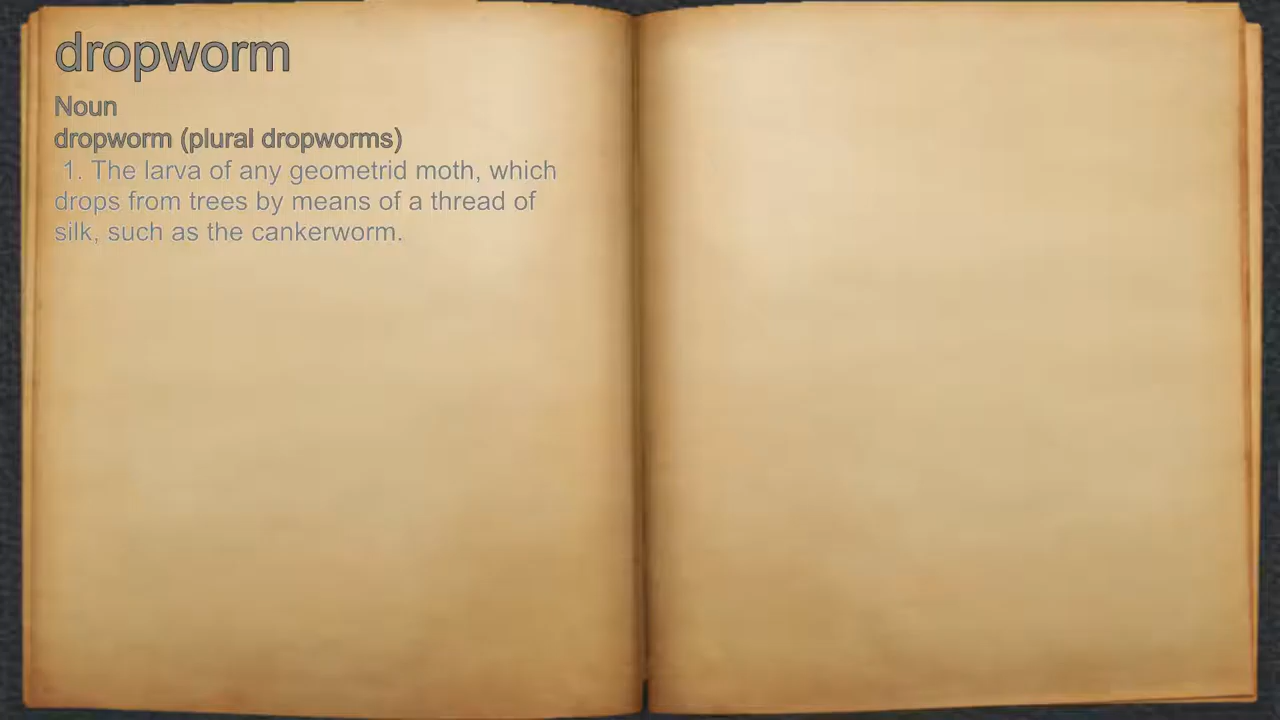 dropworm
Noun
dropworm (plural dropworms)
1. The larva of any geometrid moth, which
drops from trees by means of a thread of
silk, such as the cankerworm.